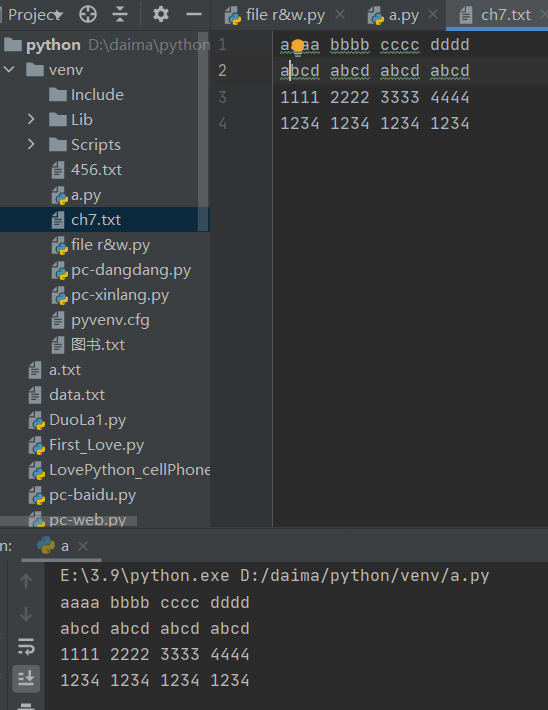 Project
file r&w.py
a.py
ch7.txt
python D:\daima\python
venv
Include
Lib
Scripts
456.txt
a.py
ch7.txt
file r&w.py
pc-dangdang.py
pc-xinlang.py
pyvenv.cfg
图书.txt
a.txt
data.txt
DuoLa1.py
First_Love.py
LovePython_cellPhone
pc-baidu.py
pc-web.py
1 bbbb cccc dddd
2 abcd abcd abcd abcd
3 1111 2222 3333 4444
4 1234 1234 1234 1234
n: a
E:\3.9\python.exe D:/daima/python/venv/a.py
aaaa bbbb cccc dddd
abcd abcd abcd abcd
1111 2222 3333 4444
1234 1234 1234 1234